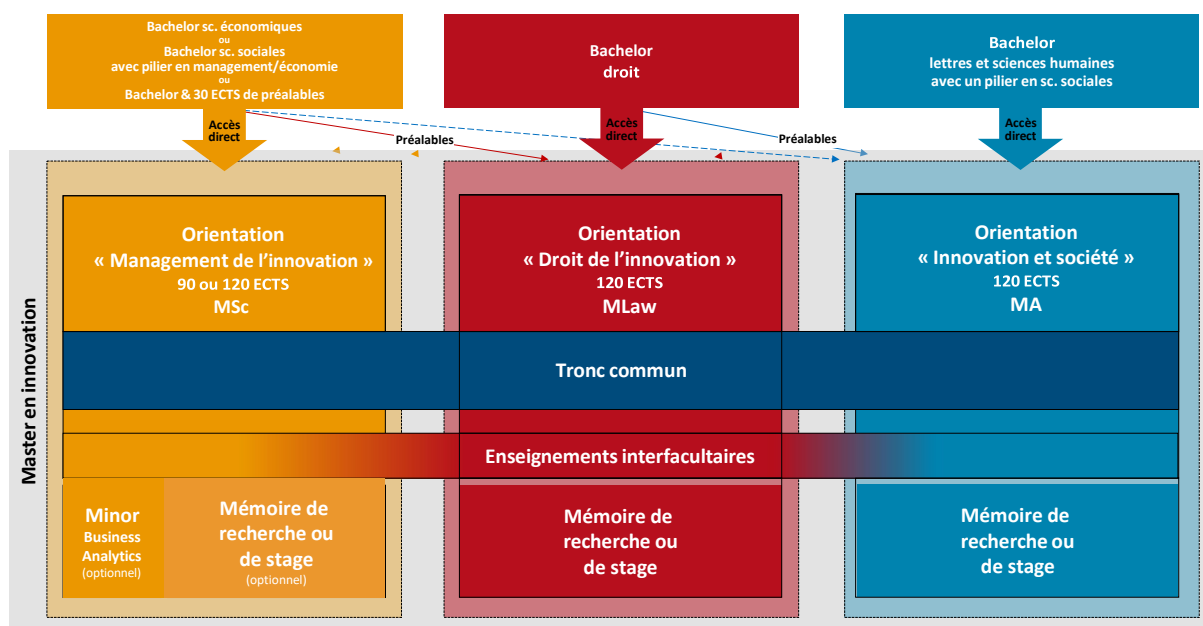 Bachelor sc. économiques
ou
Bachelor sc. sociales
avec pilier en management/économie
ou
Bachelor & 30 ECTS de préalables
Bachelor
droit
Bachelor
lettres et sciences humaines
avec un pilier en sc. sociales
Accès
direct
Préalables
Accès
direct
Préalables
Accès
direct
Master en innovation
Orientation
« Management de l’innovation »
90 ou 120 ECTS
MSc
Orientation
« Droit de l’innovation »
120 ECTS
MLaw
Orientation
« Innovation et société »
120 ECTS
MA
Tronc commun
Enseignements interfacultaires
Minor
Business
Analytics
(optionnel)
Mémoire de
recherche ou
de stage
(optionnel)
Mémoire de
recherche ou
de stage
Mémoire de
recherche ou
de stage